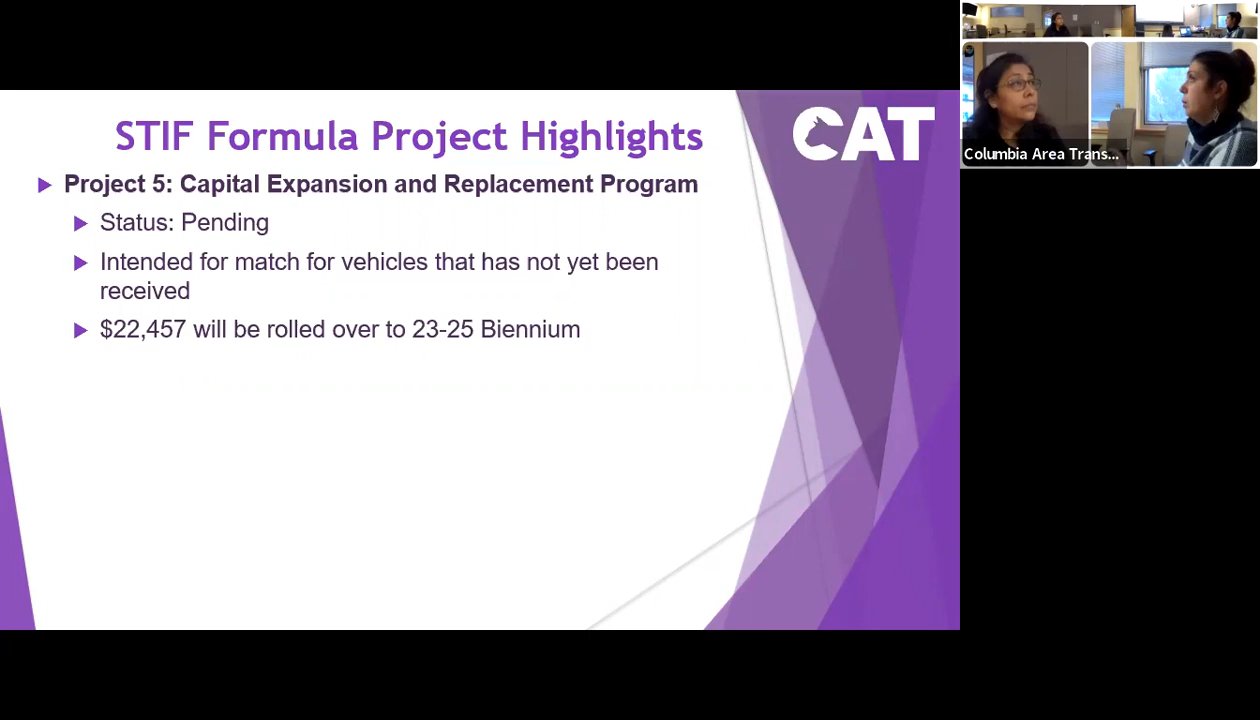 STIF Formula Project Highlights
CAT
Project 5: Capital Expansion and Replacement Program
Status: Pending
Intended for match for vehicles that has not yet been
received
$22,457 will be rolled over to 23-25 Biennium
Columbia Area Trans...